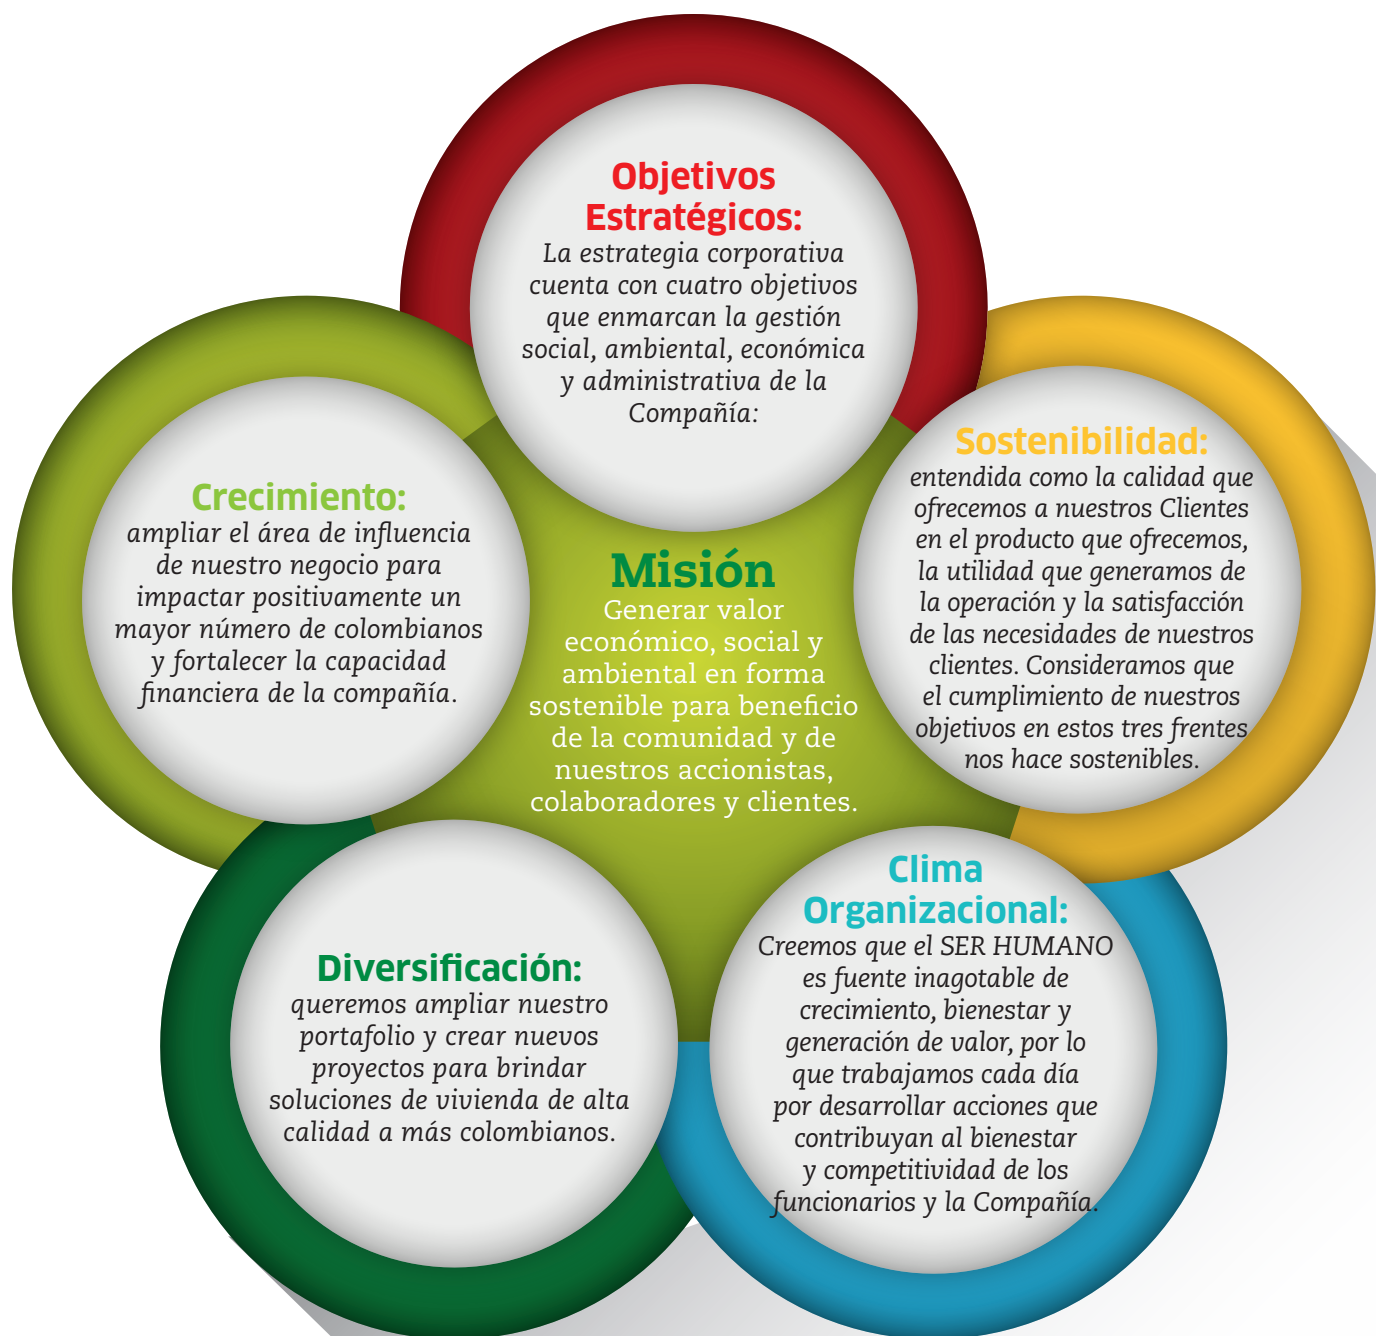 Objetivos
Estratégicos:
La estrategia corporativa
cuenta con cuatro objetivos
que enmarcan la gestión
social, ambiental, económica
y administrativa de la
Compañía:
Sostenibilidad:
entendida como la calidad que
ofrecemos a nuestros Clientes
en el producto que ofrecemos,
la utilidad que generamos de
la operación y la satisfacción
de las necesidades de nuestros
clientes. Consideramos que
el cumplimiento de nuestros
objetivos en estos tres frentes
nos hace sostenibles.
Clima
Organizacional:
Creemos que el SER HUMANO
es fuente inagotable de
crecimiento, bienestar y
generación de valor, por lo
que trabajamos cada día
por desarrollar acciones que
contribuyan al bienestar
y competitividad de los
funcionarios y la Compañía.
Diversificación:
queremos ampliar nuestro
portafolio y crear nuevos
proyectos para brindar
soluciones de vivienda de alta
calidad a más colombianos.
Crecimiento:
ampliar el área de influencia
de nuestro negocio para
impactar positivamente un
mayor número de colombianos
y fortalecer la capacidad
financiera de la compañía.
Misión
Generar valor
económico, social y
ambiental en forma
sostenible para beneficio
de la comunidad y de
nuestros accionistas,
colaboradores y clientes.